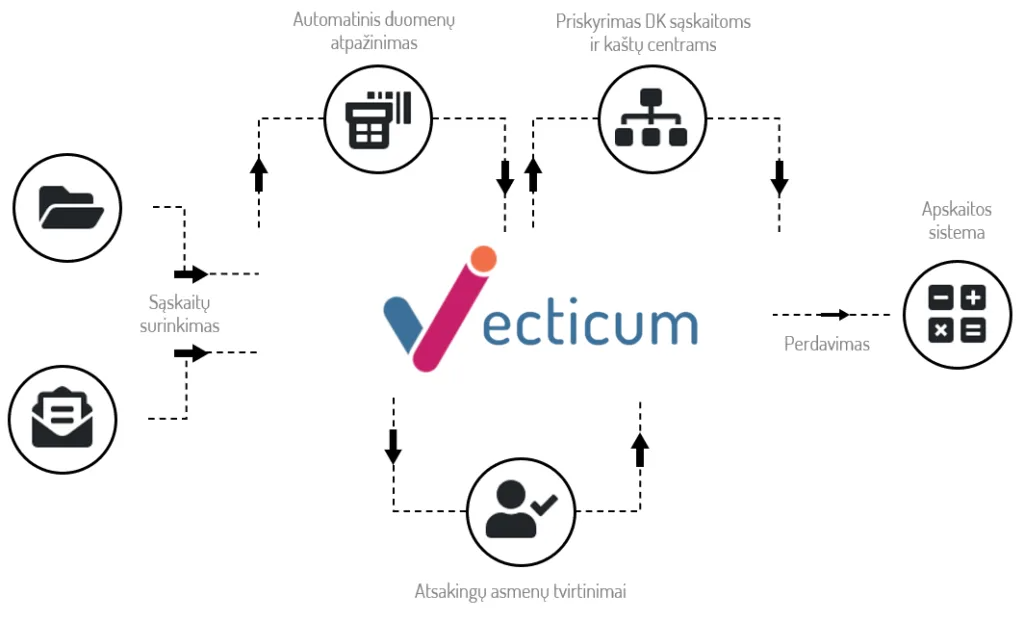 Automatinis duomenų
atpažinimas
Priskyrimas DK sąskaitoms
ir kaštų centrams
Apskaitos
sistema
Sąskaitų
surinkimas
Vecticum
Perdavimas
Atsakingų asmenų tvirtinimai